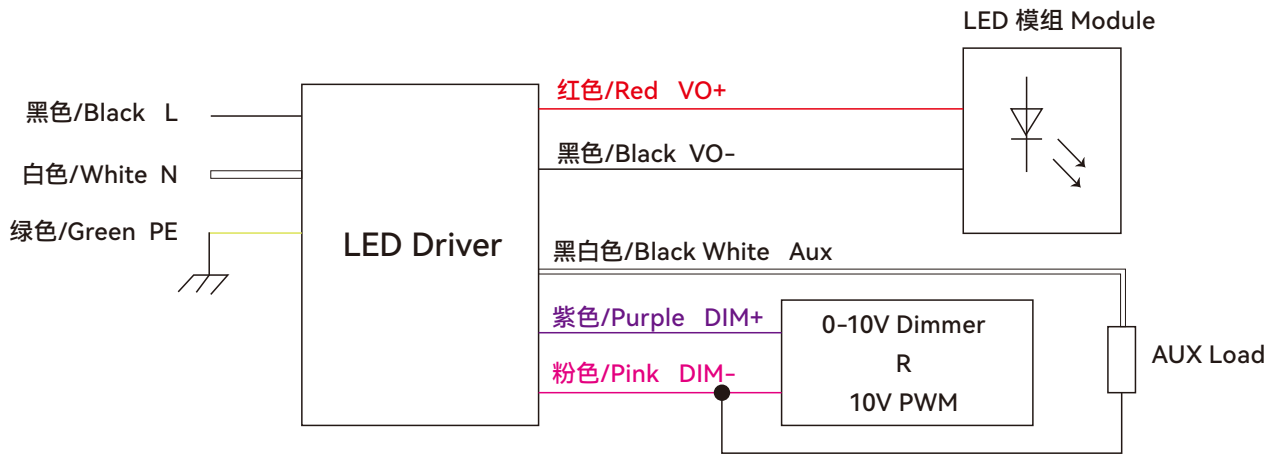 LED 模组 Module
黑色/Black L
白色/White N
绿色/Green PE
LED Driver
红色/Red VO+
黑色/Black VO-
黑白色/Black White Aux
紫色/Purple DIM+
粉色/Pink DIM-
0-10V Dimmer
R
10V PWM
AUX Load